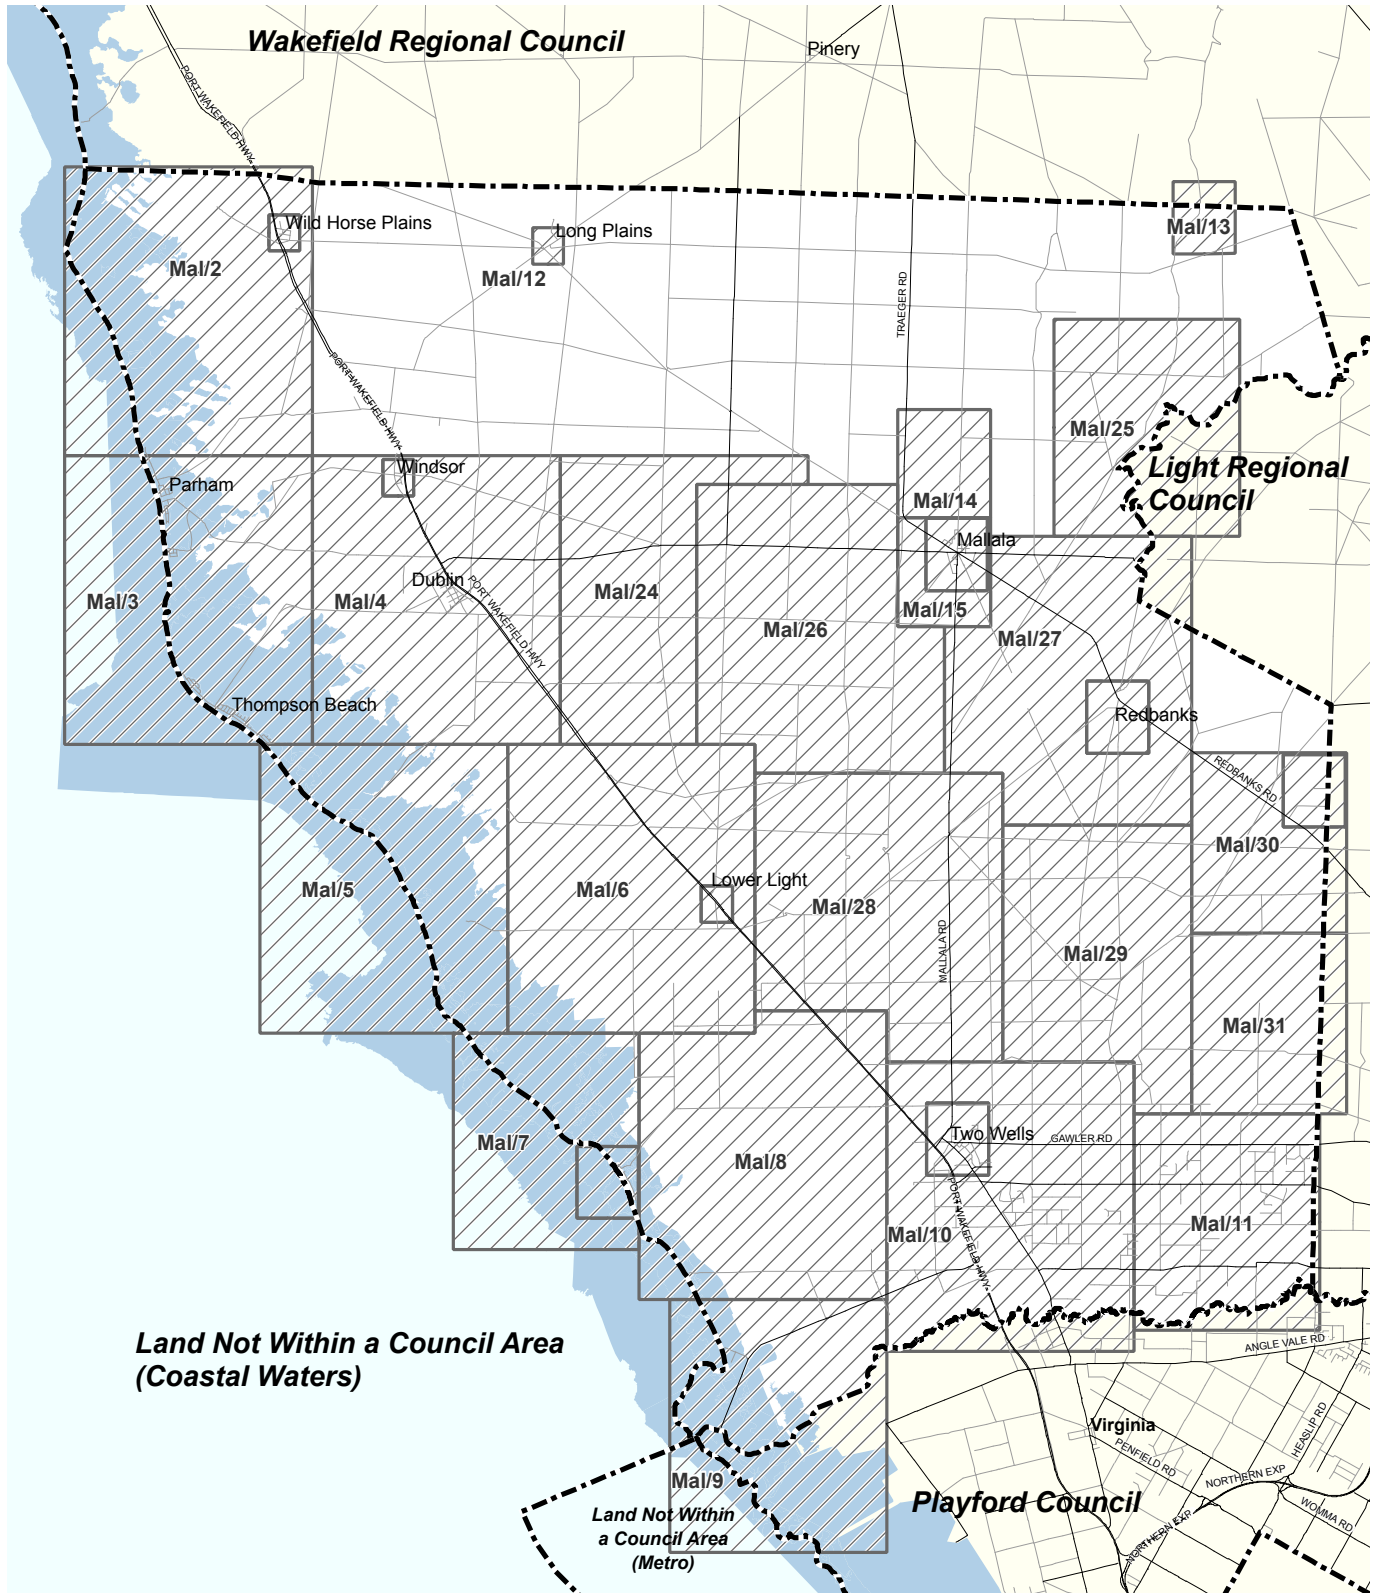 Wakefield Regional Council
Pinery
PORT WAKEFIELD HWY
Wild Horse Plains
Long Plains
Mal/13
Mal/2
Mal/12
TRAEGER RD
PORT WAKEFIELD HWY
Mal/25
Light Regional
Council
Windsor
Parham
Mal/14
Mallala
Dublin
PORT WAKEFIELD HWY
Mal/3
Mal/4
Mal/24
Mal/26
Mal/15
Mal/27
Thompson Beach
Redbanks
REDBANKS RD
Mal/30
Mal/5
Mal/6
Lower Light
Mal/28
MALLALA RD
Mal/29
Mal/31
Mal/7
Mal/8
Two Wells
GAWLER RD
PORT WAKEFIELD HWY
Mal/10
Mal/11
Land Not Within a Council Area
(Coastal Waters)
ANGLE VALE RD
Virginia
HEASLIP RD
PENFIELD RD
NORTHERN EXP
Mal/9
Playford Council
WOMMA RD
Land Not Within
a Council Area
(Metro)
NORTHERN EXP